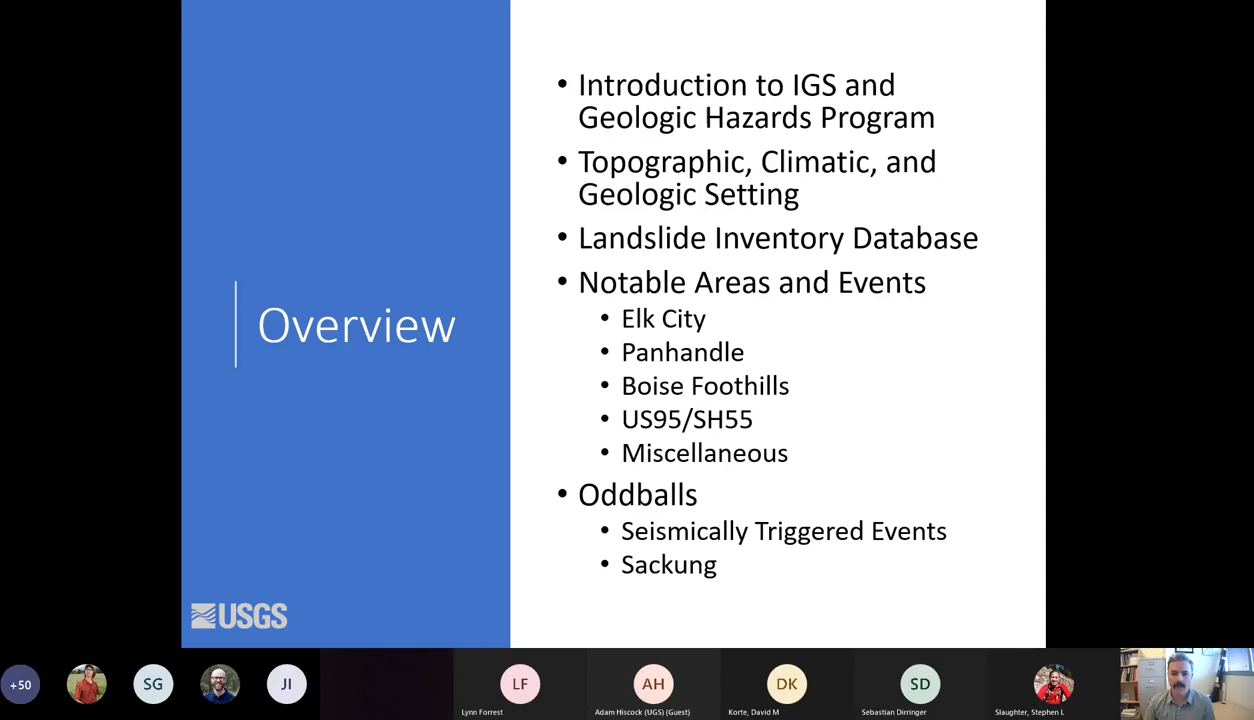 • Introduction to IGS and
Geologic Hazards Program
• Topographic, Climatic, and
Geologic Setting
• Landslide Inventory Database
• Notable Areas and Events
• Elk City
• Panhandle
• Boise Foothills
• US95/SH55
• Miscellaneous
• Oddballs
• Seismically Triggered Events
• Sackung
Overview
USGS
+50
SG
JI
LF
AH
DK
SD
Lynn Forrest
Adam Hiscock (UGS) (Guest)
Korte, David M
Sebastian Dirringer
Slaughter, Stephen L